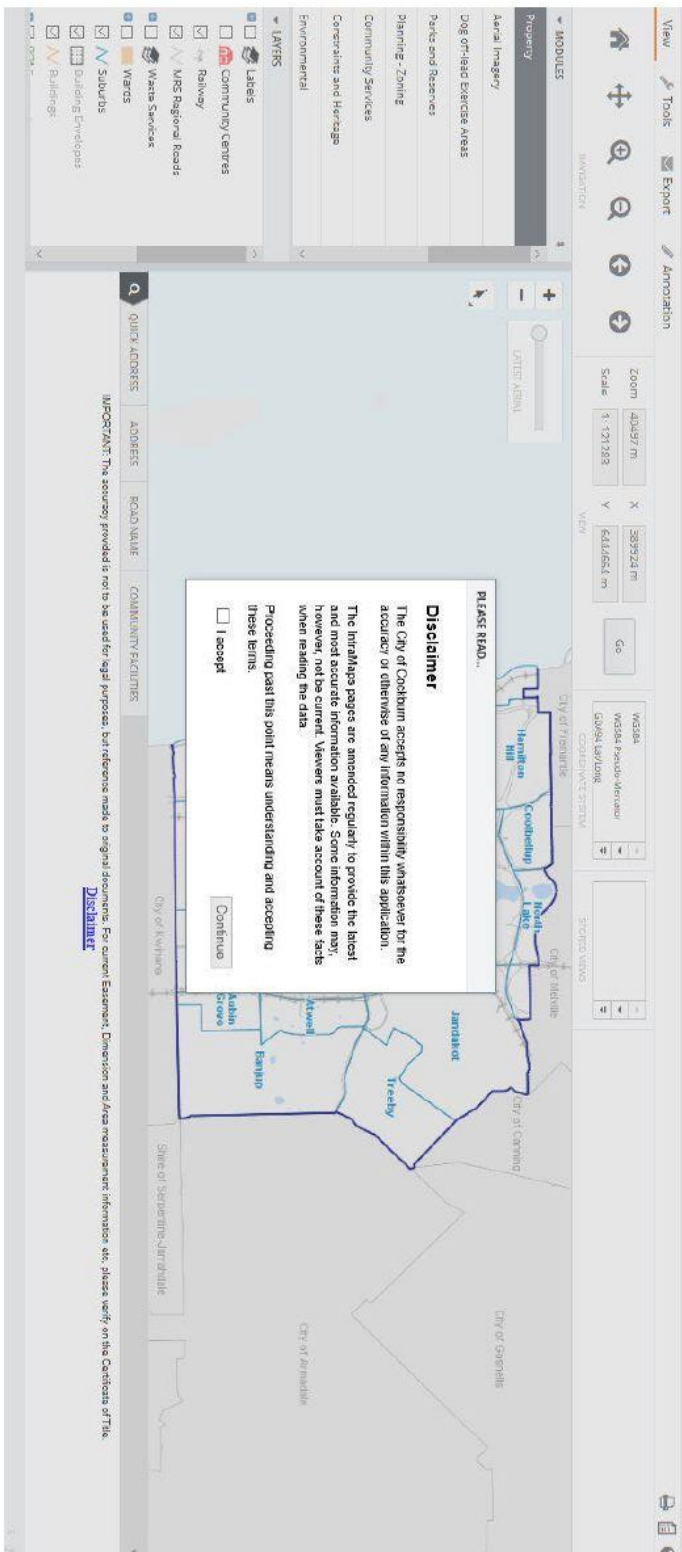 View
Tools
Export
Annotation
NAVIGATION
Zoom 40497 m
X 389924 m
Scale 1: 121283
Go
VIEW
WGS84
WGS84 Pseudo-Mercator
GDA94 Lat/Long
COORDINATE SYSTEM
STORED VIEWS
MODULES
Property
Aerial Imagery
Dog off-lead Exercise Areas
Parks and Reserves
Planning - Zoning
Community Services
Constraints and Heritage
Environmental
LAYERS
Labels
Community Centres
Railway
MRS Regional Roads
Waste Services
Wards
Suburbs
Building Envelopes
Buildings
LATEST AERIAL
City of Fremantle
City of Melville
City of Canning
City of Gosnells
Hamilton
Hill
Coolbellup
North
Lake
Jandakot
Treeby
Atwell
Aubin
Grove
Banjup
City of Armadale
City of Kwinana
Shire of Serpentine-Jarrahdale
PLEASE READ...
Disclaimer
The City of Cockburn accepts no responsibility whatsoever for the
accuracy or otherwise of any information within this application.
The IntraMaps pages are amended regularly to provide the latest
and most accurate information available. Some information may,
however, not be current. Viewers must take account of these facts
when reading the data
Proceeding past this point means understanding and accepting
these terms.
I accept
Continue
QUICK ADDRESS
ADDRESS
ROAD NAME
COMMUNITY FACILITIES
IMPORTANT: The accuracy provided is not to be used for legal purposes, but reference made to original documents. For current Easement, Dimension and Area measurement information etc, please verify on the Certificate of Title.
Disclaimer